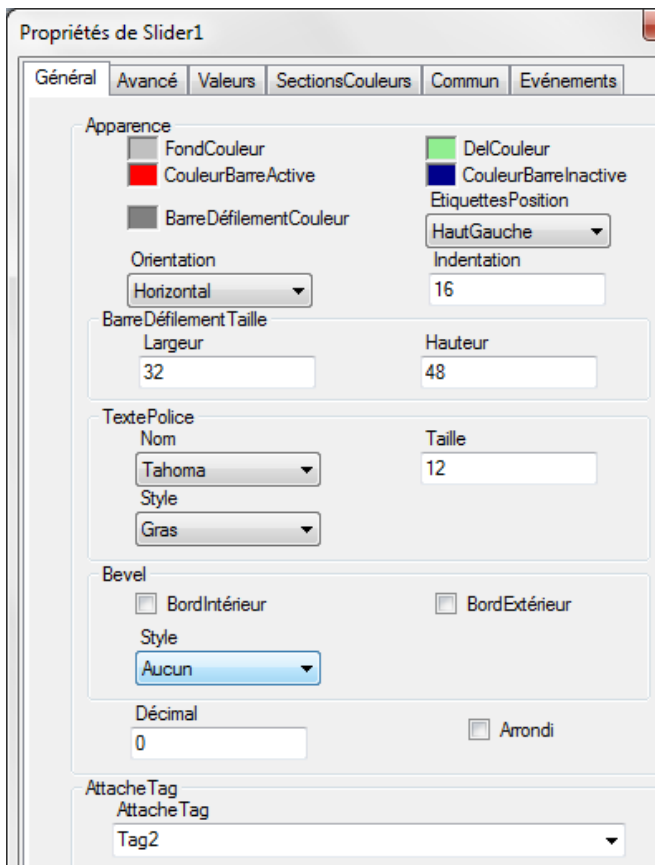 Propriétés de Slider1
Général Avancé Valeurs SectionsCouleurs Commun Evénements
Apparence
FondCouleur DelCouleur
CouleurBarreActive CouleurBarreInactive
EtiquettesPosition
BarreDéfilementCouleur
HautGauche
Orientation Indentation
Horizontal 16
BarreDéfilementTaille
Largeur Hauteur
32 48
TextePolice
Nom Taille
Tahoma 12
Style
Gras
Bevel
BordIntérieur BordExtérieur
Style
Aucun
Décimal
Arrondi
0
AttacheTag
AttacheTag
Tag2